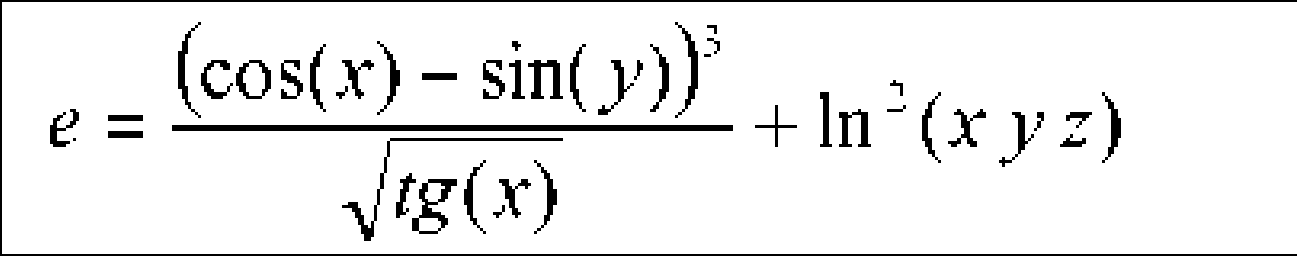 e = (cos(x) − sin(y))³ / √tg(x) + ln²(x y z)